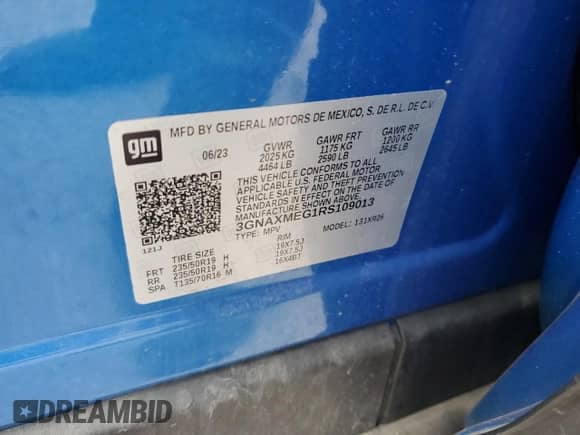 gm
MFD BY GENERAL MOTORS DE MEXICO, S. DE R.L. DE C.V.
06/23 GVWR GAWR FRT GAWR RR
2025 KG 1175 KG 1200 KG
4464 LB 2590 LB 2645 LB
THIS VEHICLE CONFORMS TO ALL
APPLICABLE U.S. FEDERAL MOTOR
VEHICLE SAFETY AND THEFT PREVENTION
STANDARDS IN EFFECT ON THE DATE OF
MANUFACTURE SHOWN ABOVE.
3GNAXMEG1RS109013
TYPE: MPV MODEL: 1XR26
121J
TIRE SIZE RIM
FRT 235/50R19 H 19X7.5J
RR 235/50R19 H 19X7.5J
SPA T135/70R16 M 16X4BT
DREAMBID